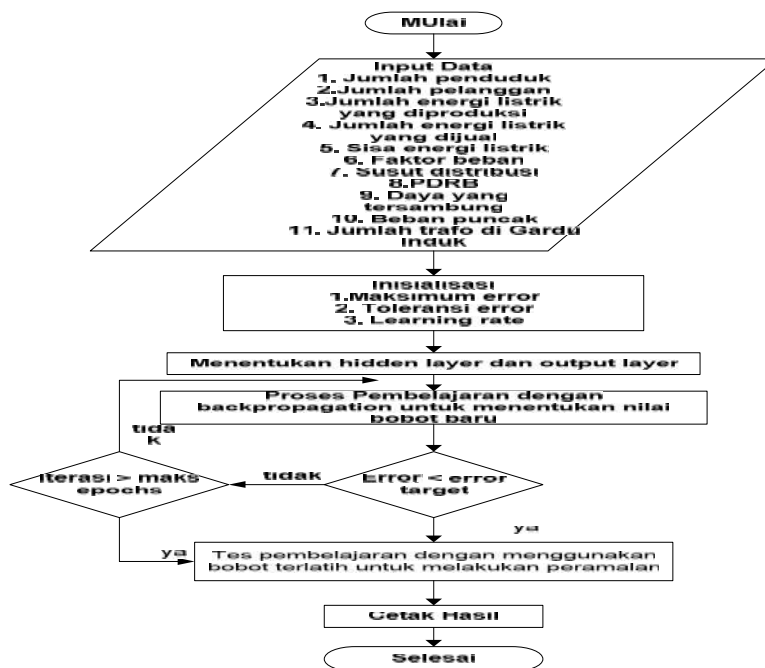 MUlai
Input Data
1. Jumlah penduduk
2.Jumlah pelanggan
3.Jumlah energi listrik
yang diproduksi
4. Jumlah energi listrik
yang dijual
5. Sisa energi listrik
6. Faktor beban
7. Susut distribusi
8.PDRB
9. Daya yang
tersambung
10. Beban puncak
11. Jumlah trafo di Gardu
Induk
Inisialisasi
1.Maksimum error
2. Toleransi error
3. Learning rate
Menentukan hidden layer dan output layer
Proses Pembelajaran dengan
backpropagation untuk menentukan nilai
bobot baru
tida
k
Iterasi > maks
epochs
tidak
Error < error
target
ya
ya
Tes pembelajaran dengan menggunakan
bobot terlatih untuk melakukan peramalan
Cetak Hasil
Selesai